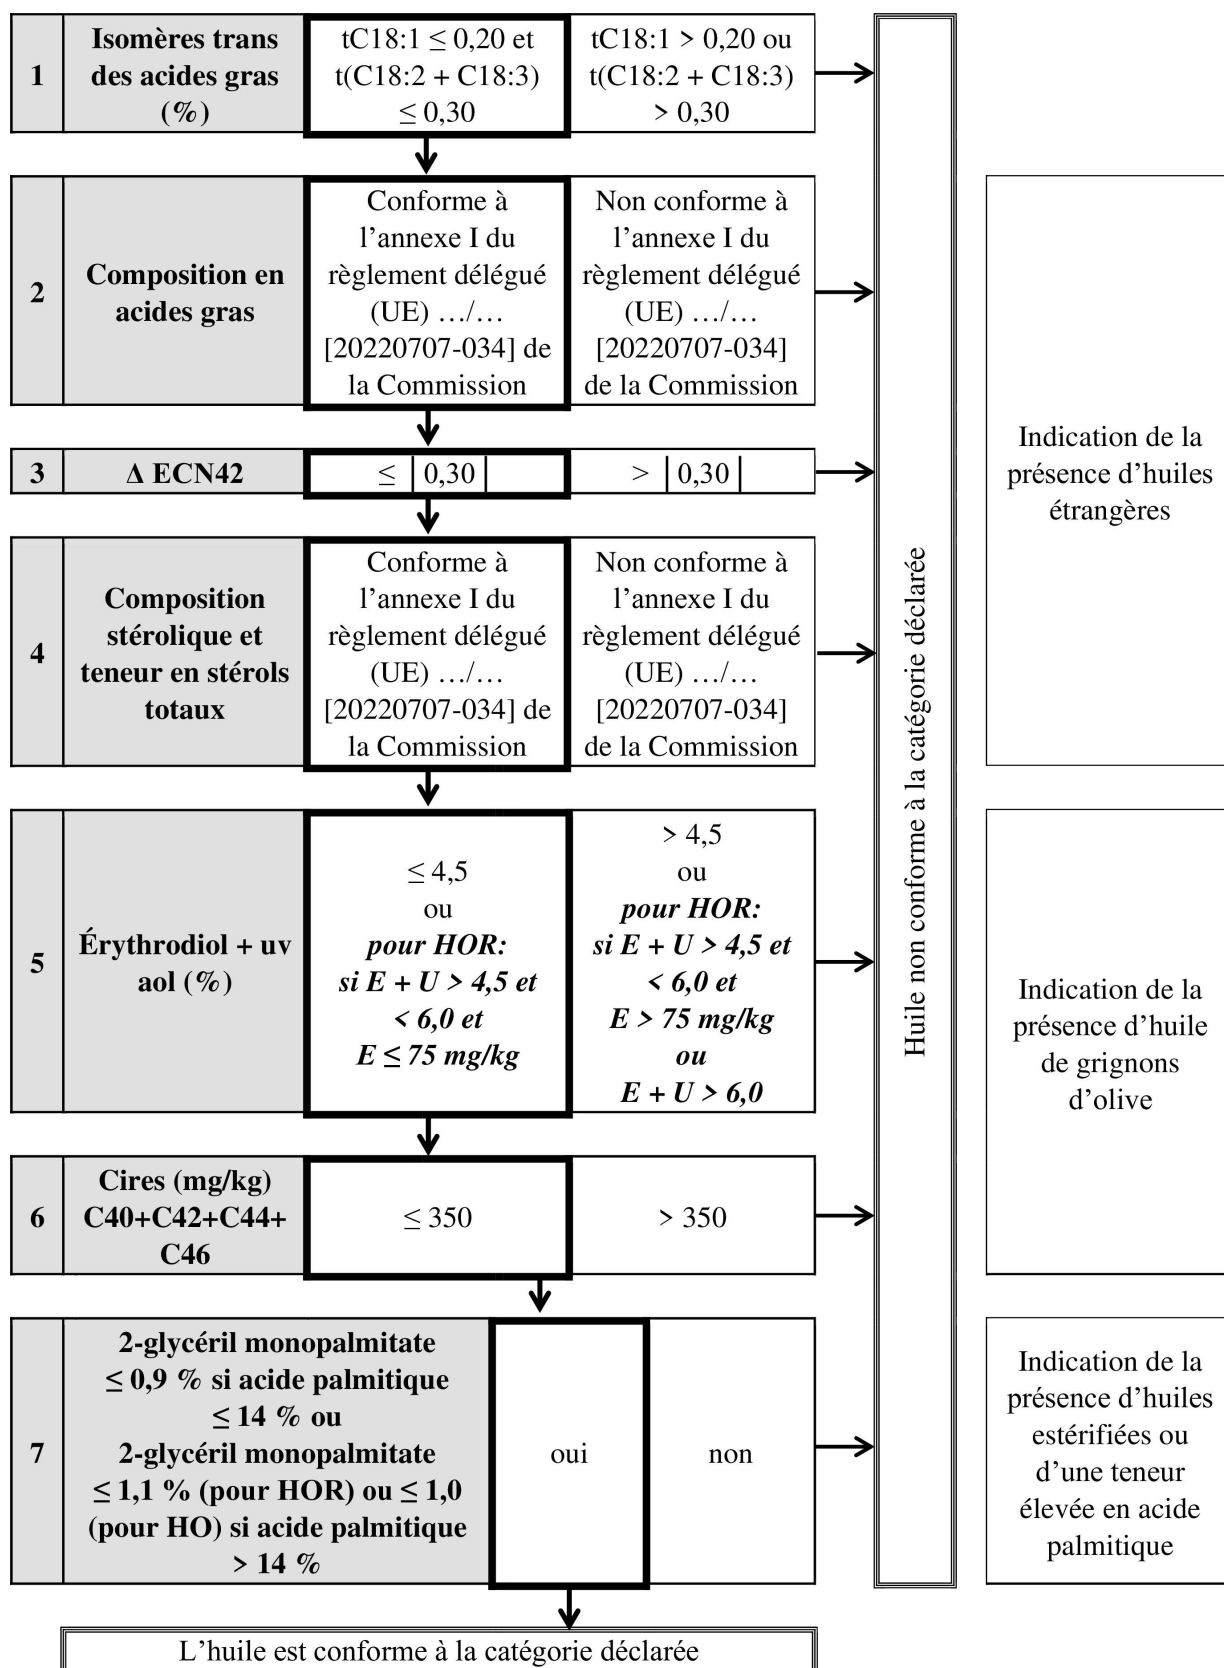 1
Isomères trans
des acides gras
(%)
tC18:1 ≤ 0,20 et
t(C18:2 + C18:3)
≤ 0,30
tC18:1 > 0,20 ou
t(C18:2 + C18:3)
> 0,30
2
Composition en
acides gras
Conforme à
l’annexe I du
règlement délégué
(UE) …/…
[20220707-034] de
la Commission
Non conforme à
l’annexe I du
règlement délégué
(UE) …/…
[20220707-034]
de la Commission
3
Δ ECN42
≤ |0,30|
> |0,30|
4
Composition
stérolique et
teneur en stérols
totaux
Conforme à
l’annexe I du
règlement délégué
(UE) …/…
[20220707-034] de
la Commission
Non conforme à
l’annexe I du
règlement délégué
(UE) …/…
[20220707-034]
de la Commission
5
Érythrodiol + uv
aol (%)
≤ 4,5
ou
pour HOR:
si E + U > 4,5 et
< 6,0 et
E ≤ 75 mg/kg
> 4,5
ou
pour HOR:
si E + U > 4,5 et
< 6,0 et
E > 75 mg/kg
ou
E + U > 6,0
6
Cires (mg/kg)
C40+C42+C44+
C46
≤ 350
> 350
7
2-glycéril monopalmitate
≤ 0,9 % si acide palmitique
≤ 14 % ou
2-glycéril monopalmitate
≤ 1,1 % (pour HOR) ou ≤ 1,0
(pour HO) si acide palmitique
> 14 %
oui
non
Huile non conforme à la catégorie déclarée
Indication de la
présence d’huiles
étrangères
Indication de la
présence d’huile
de grignons
d’olive
Indication de la
présence d’huiles
estérifiées ou
d’une teneur
élevée en acide
palmitique
L’huile est conforme à la catégorie déclarée